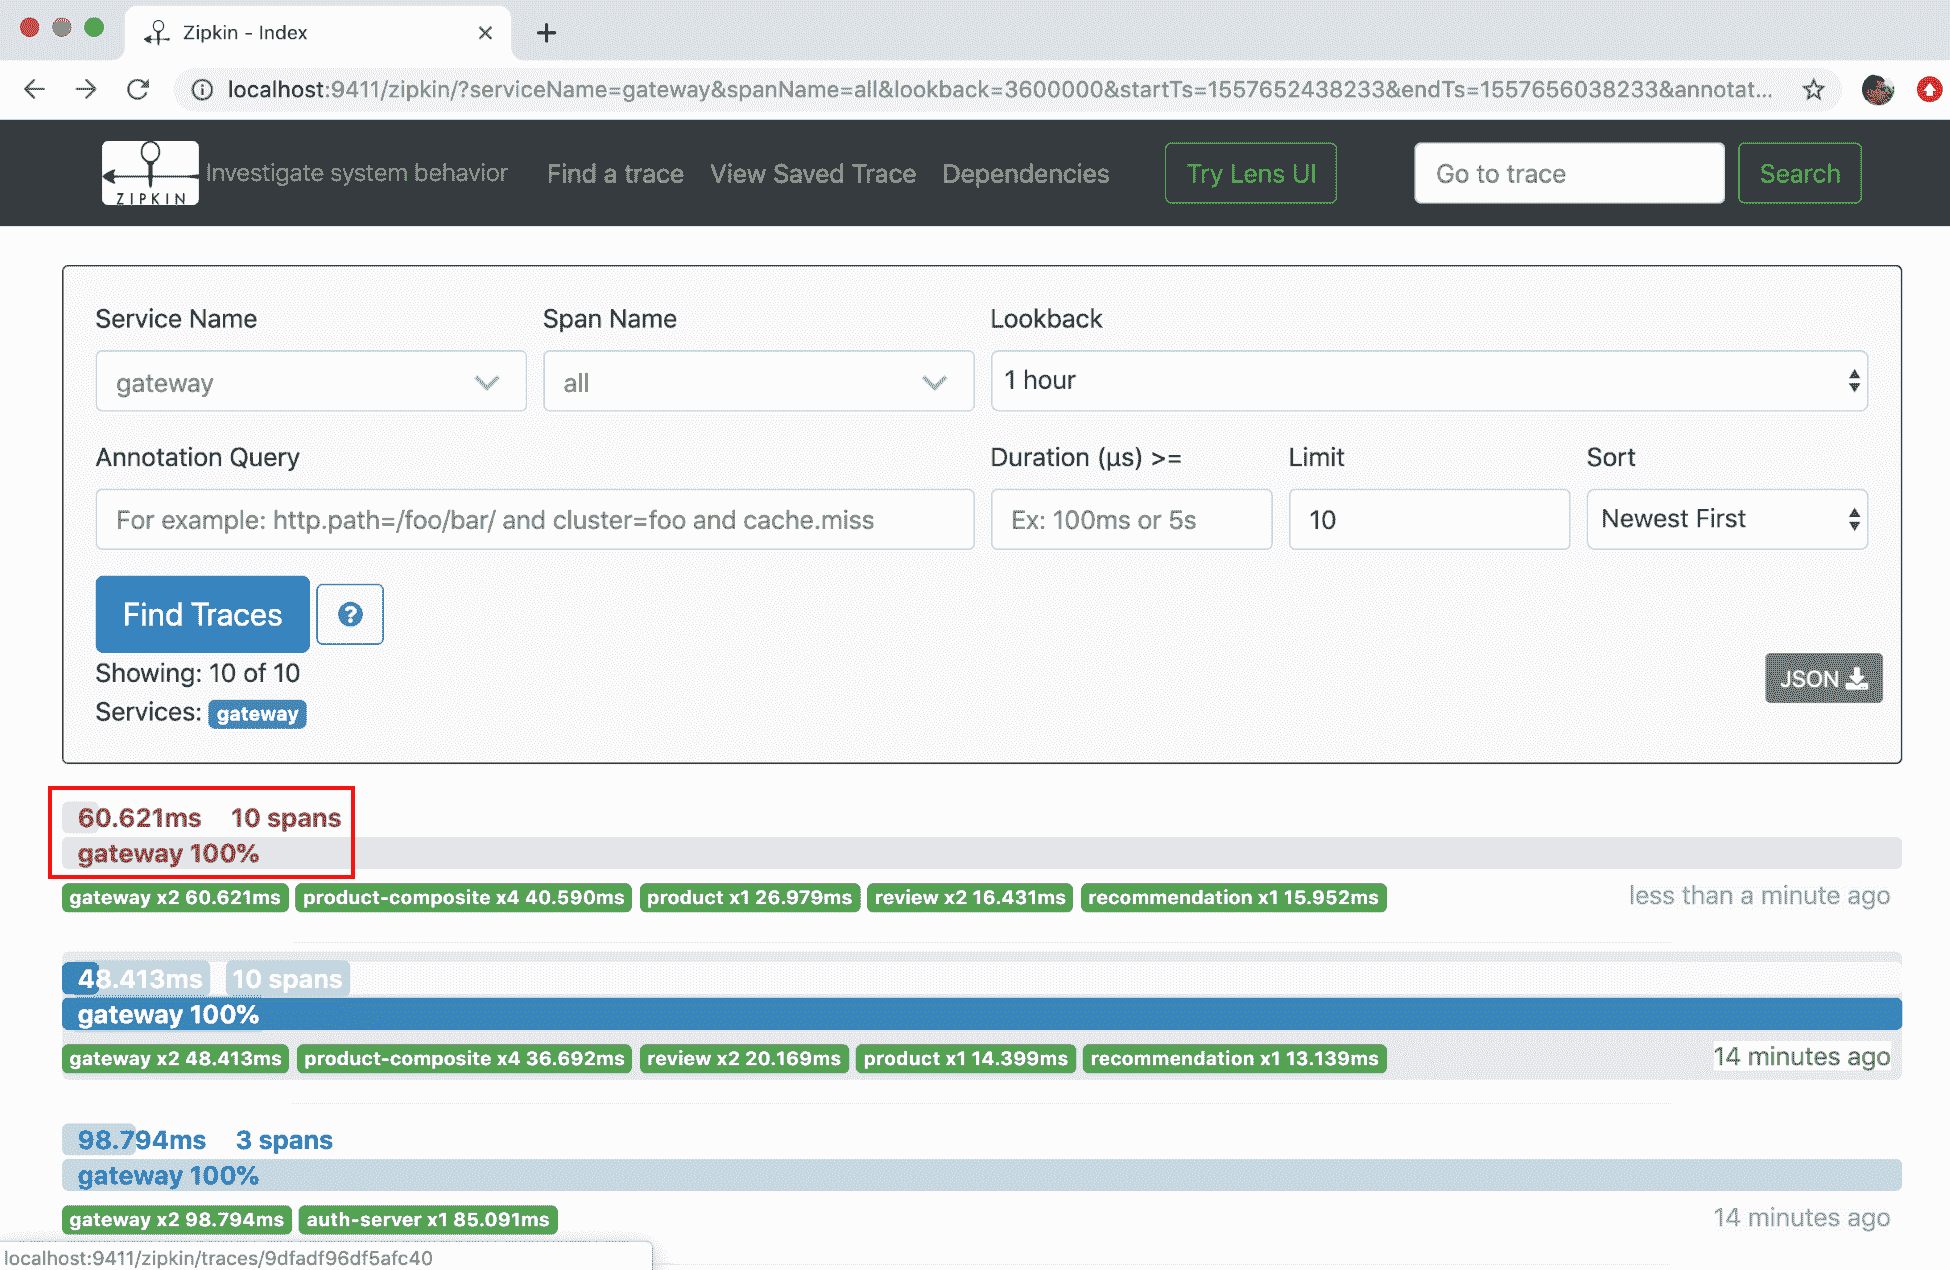 Zipkin - Index
localhost:9411/zipkin/?serviceName=gateway&spanName=all&lookback=3600000&startTs=1557652438233&endTs=1557656038233&annotat...
ZIPKIN Investigate system behavior Find a trace View Saved Trace Dependencies Try Lens UI Go to trace Search
Service Name Span Name Lookback
gateway all 1 hour
Annotation Query Duration (μs) >= Limit Sort
For example: http.path=/foo/bar/ and cluster=foo and cache.miss Ex: 100ms or 5s 10 Newest First
Find Traces ?
Showing: 10 of 10
JSON
Services: gateway
60.621ms 10 spans
gateway 100%
gateway x2 60.621ms product-composite x4 40.590ms product x1 26.979ms review x2 16.431ms recommendation x1 15.952ms less than a minute ago
48.413ms 10 spans
gateway 100%
gateway x2 48.413ms product-composite x4 36.692ms review x2 20.169ms product x1 14.399ms recommendation x1 13.139ms 14 minutes ago
98.794ms 3 spans
gateway 100%
gateway x2 98.794ms auth-server x1 85.091ms 14 minutes ago
localhost:9411/zipkin/traces/9dfadf96df5afc40